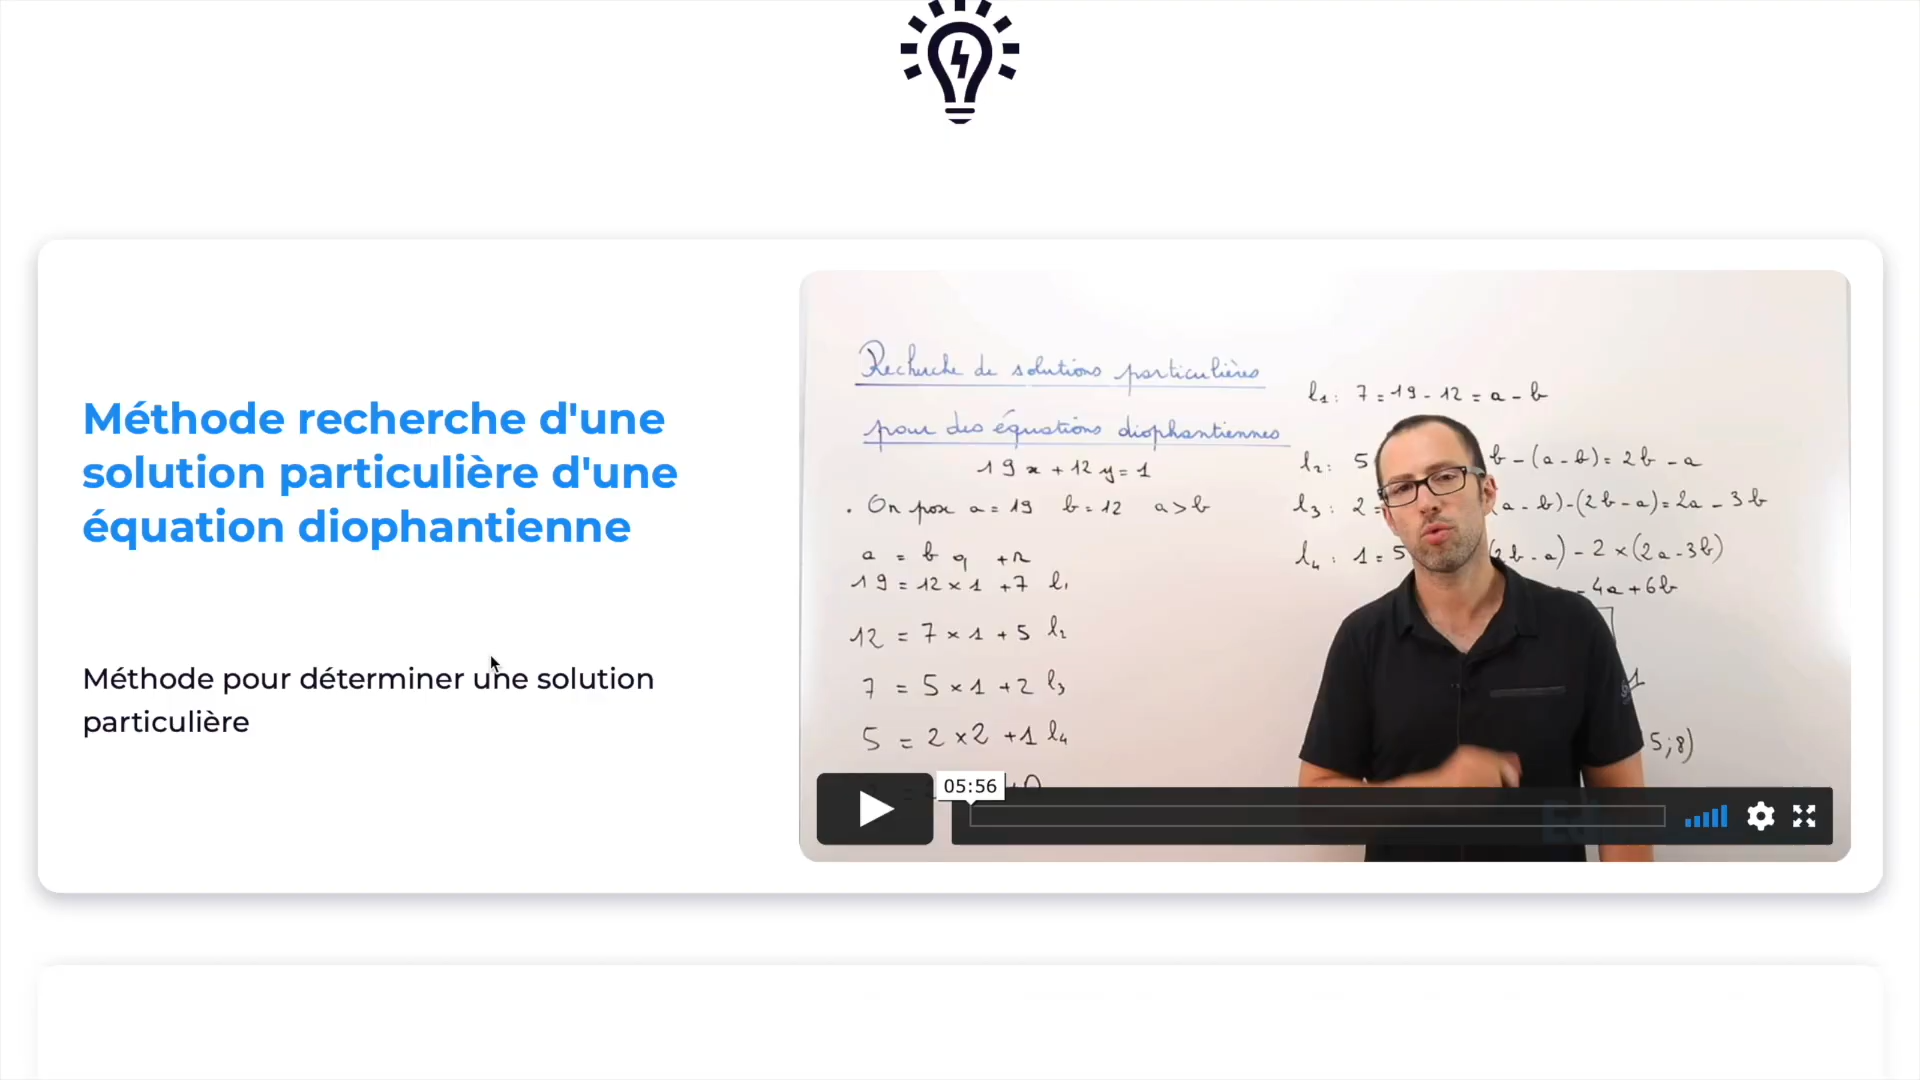 Méthode recherche d'une
solution particulière d'une
équation diophantienne
Méthode pour déterminer une solution
particulière
Recherche de solutions particulières
pour des équations diophantiennes
19x + 12y = 1
. On pose a = 19 b = 12 a > b
a = b q + r
19 = 12 × 1 + 7 l1
12 = 7 × 1 + 5 l2
7 = 5 × 1 + 2 l3
5 = 2 × 2 + 1 l4
l1: 7 = 19 - 12 = a - b
l2: 5 b - (a - b) = 2b - a
l3: 2 = (a - b) - (2b - a) = 2a - 3b
l4: 1 = 5 (2b - a) - 2 × (2a - 3b)
- 4a + 6b
5;8)
05:56